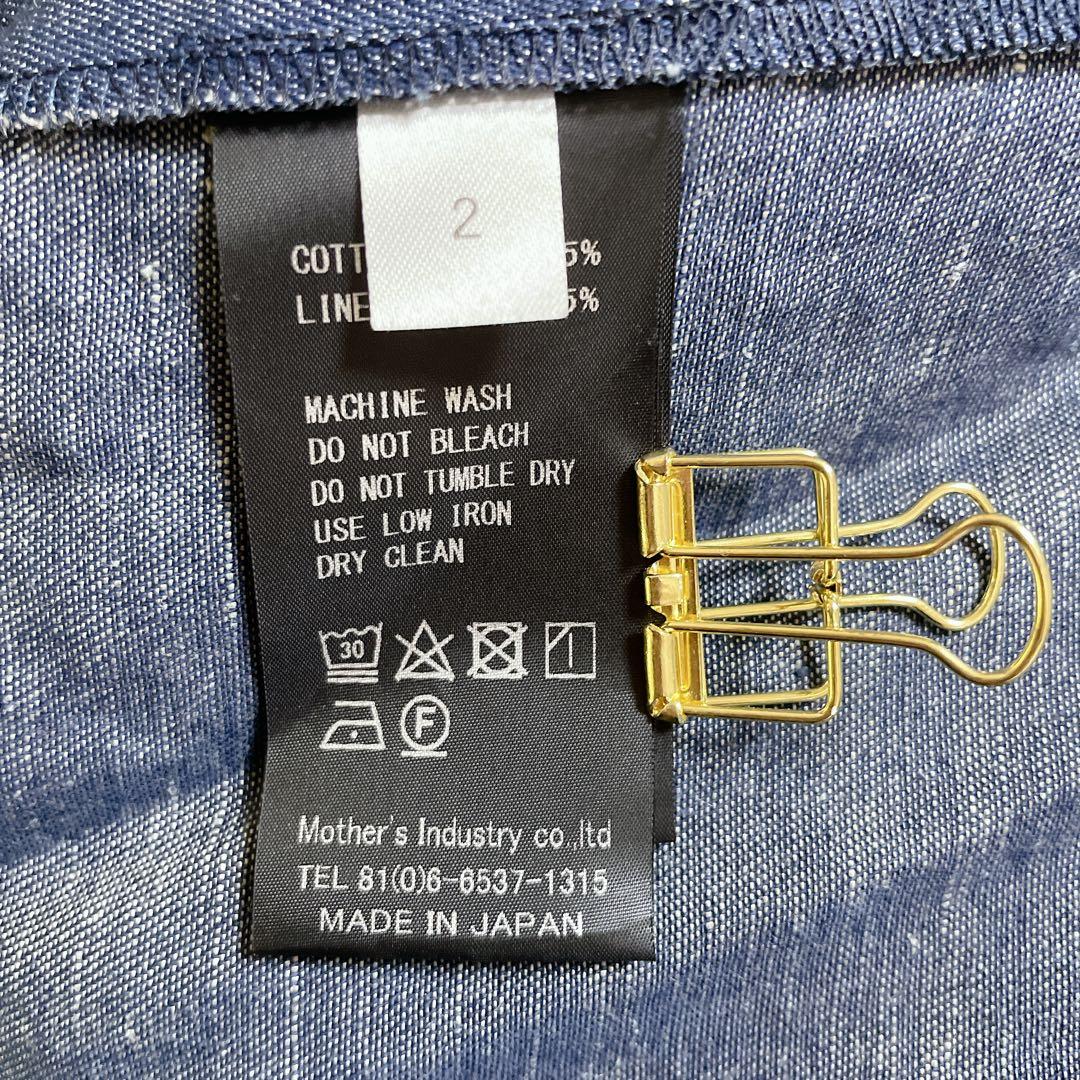 2
COTT 5%
LINE 5%
MACHINE WASH
DO NOT BLEACH
DO NOT TUMBLE DRY
USE LOW IRON
DRY CLEAN
30
F
Mother's Industry co.,ltd
TEL 81(0)6-6537-1315
MADE IN JAPAN